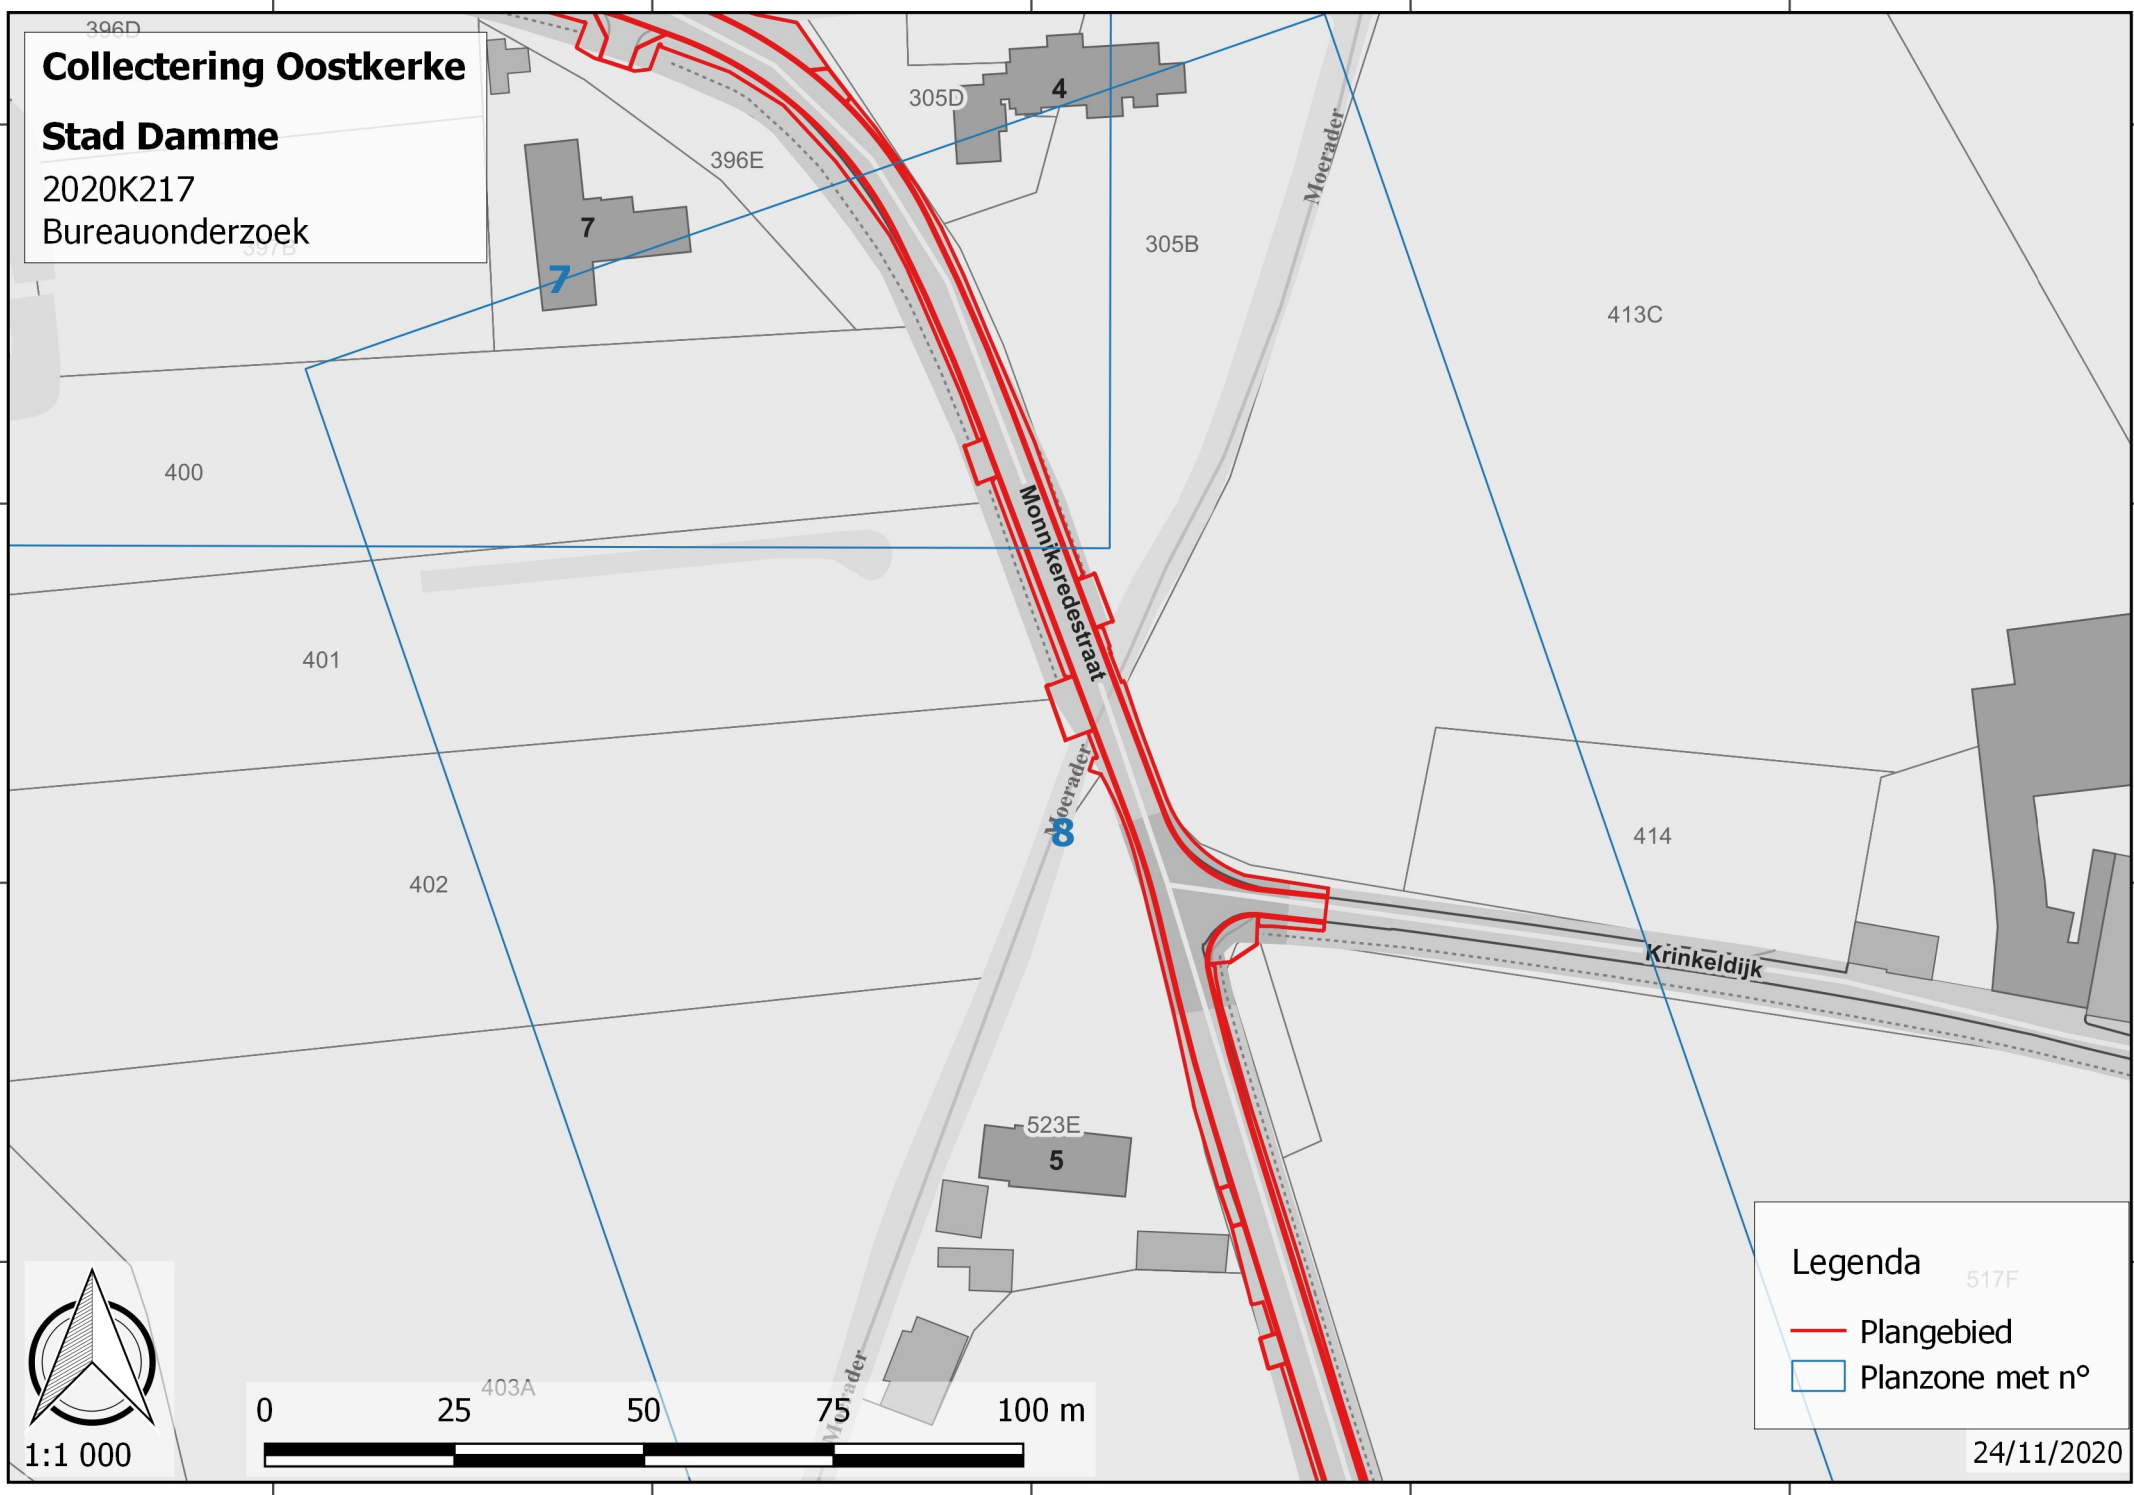 396D
Collectering Oostkerke
Stad Damme
2020K217
Bureauonderzoek
397B
4
305D
396E
7
7
305B
Moerader
413C
400
Monnikeredestraat
401
Moerader
8
414
402
Krinkeldijk
523E
5
517F
403A
Moerader
Legenda
Plangebied
Planzone met n°
0 25 50 75 100 m
1:1 000
24/11/2020